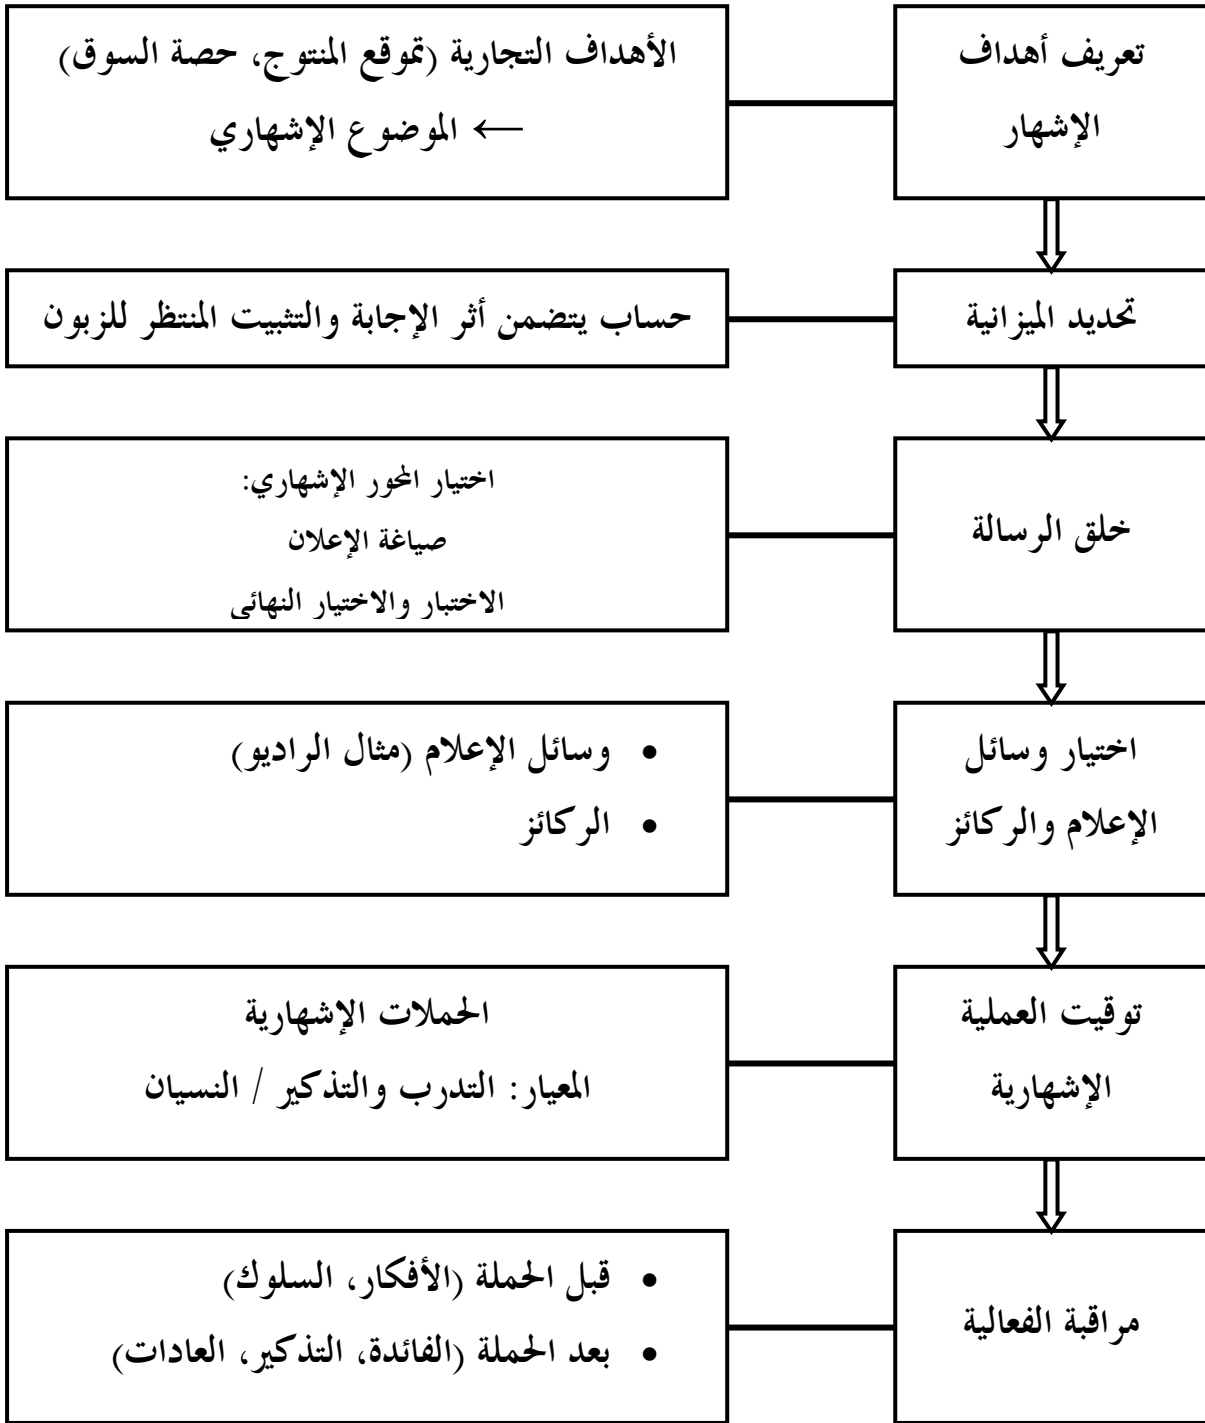 تعريف أهداف
الإشهار
الأهداف التجارية (تموقع المنتوج، حصة السوق)
← الموضوع الإشهاري
تحديد الميزانية
حساب يتضمن أثر الإجابة والتثبيت المنتظر للزبون
خلق الرسالة
اختيار المحور الإشهاري:
صياغة الإعلان
الاختبار والاختيار النهائي
اختيار وسائل
الإعلام والركائز
• وسائل الإعلام (مثال الراديو)
• الركائز
توقيت العملية
الإشهارية
الحملات الإشهارية
المعيار: التدرب والتذكير / النسيان
مراقبة الفعالية
• قبل الحملة (الأفكار، السلوك)
• بعد الحملة (الفائدة، التذكير، العادات)